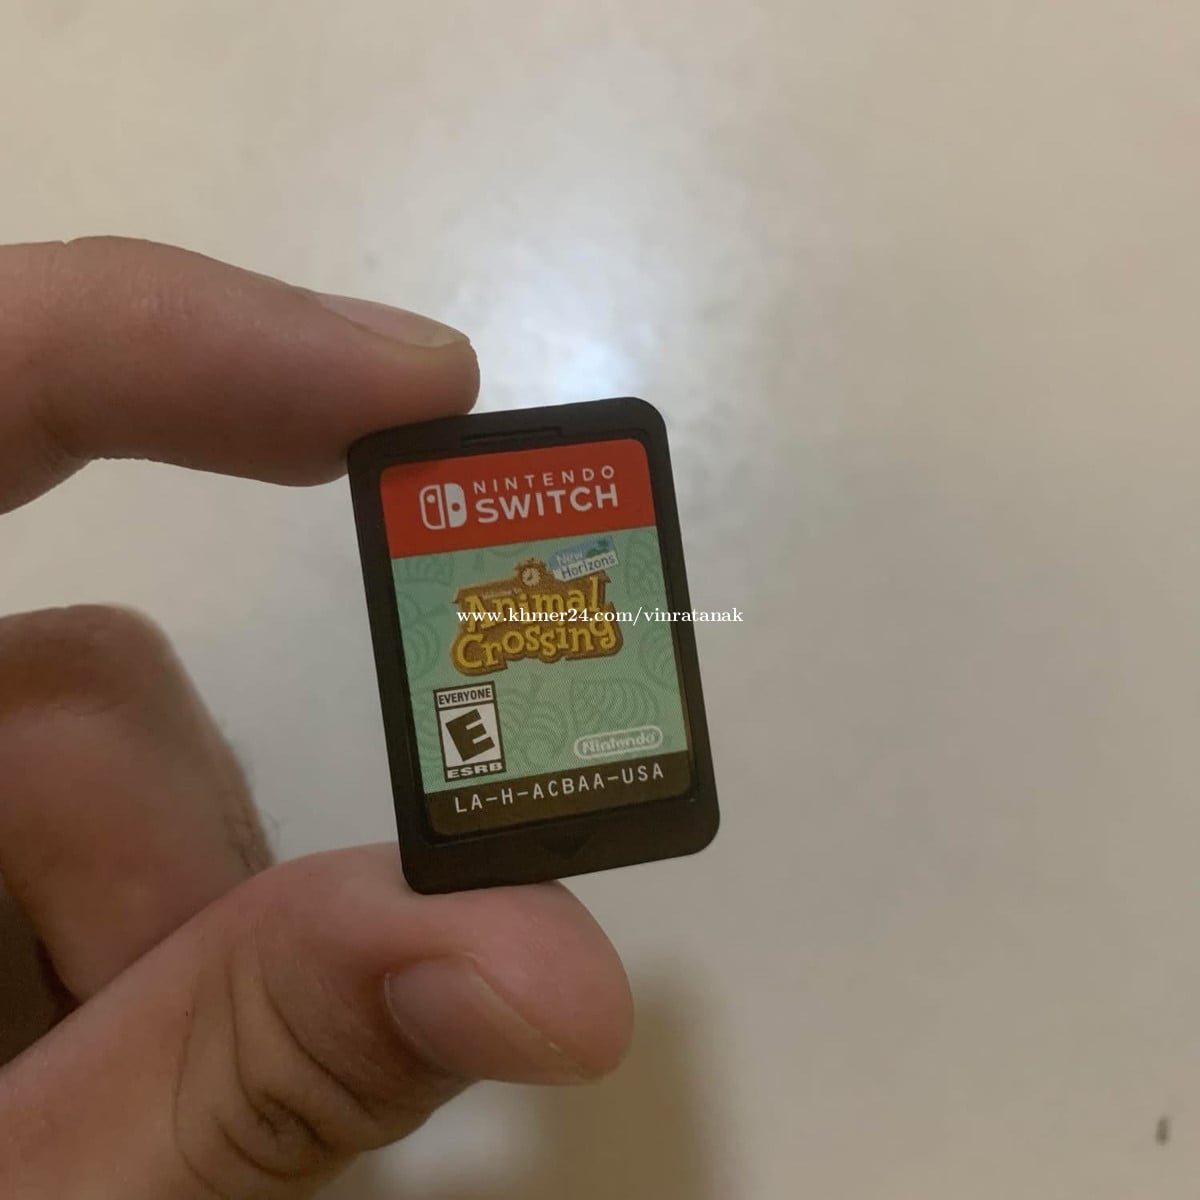 NINTENDO
SWITCH
New
Horizons
Animal
Crossing
www.khmer24.com/vinratanak
EVERYONE
E
ESRB
Nintendo
LA-H-ACBAA-USA